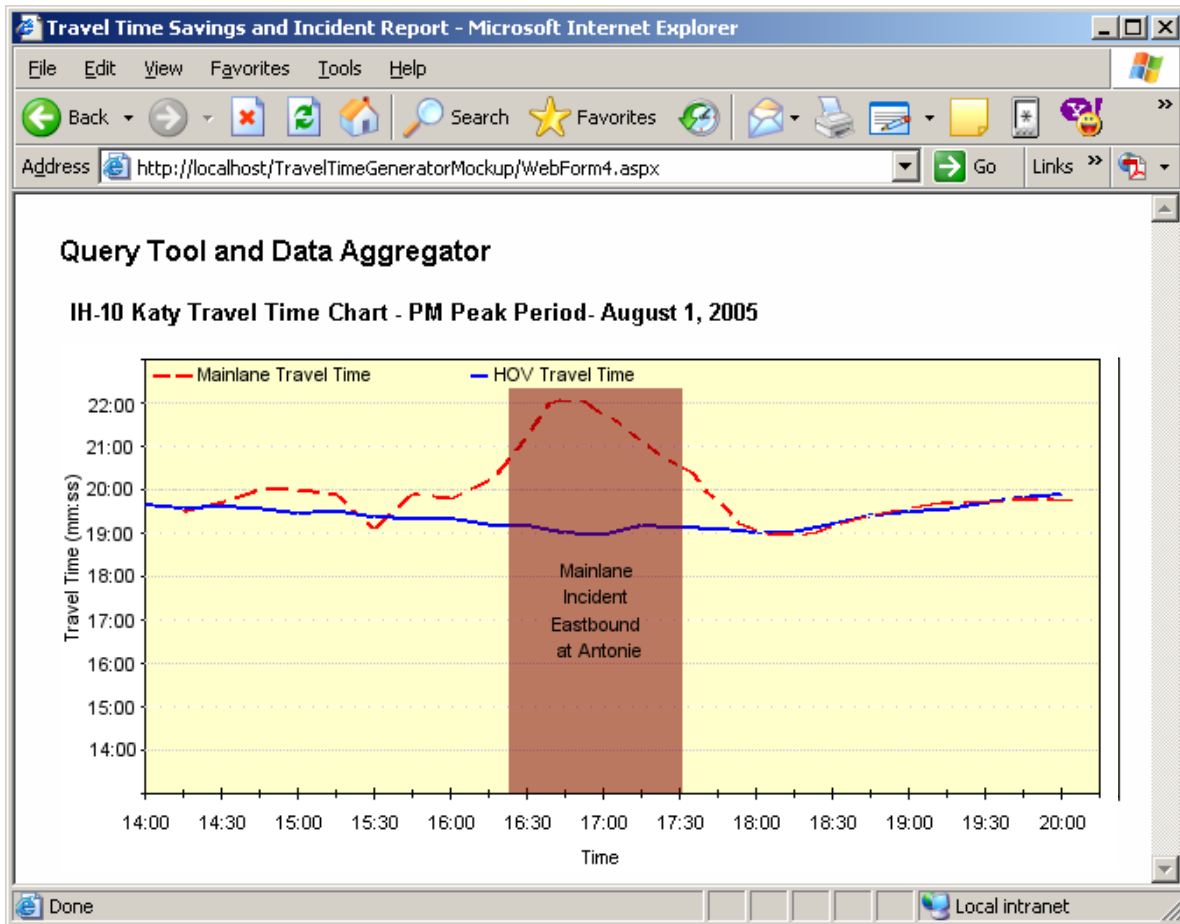 Travel Time Savings and Incident Report - Microsoft Internet Explorer
File Edit View Favorites Tools Help
Back Search Favorites
Address http://localhost/TravelTimeGeneratorMockup/WebForm4.aspx Go Links
Query Tool and Data Aggregator
IH-10 Katy Travel Time Chart - PM Peak Period- August 1, 2005
Mainlane Travel Time HOV Travel Time
22:00
21:00
20:00
19:00
18:00
17:00
16:00
15:00
14:00
Travel Time (mm:ss)
Mainlane
Incident
Eastbound
at Antonie
14:00 14:30 15:00 15:30 16:00 16:30 17:00 17:30 18:00 18:30 19:00 19:30 20:00
Time
Done Local intranet